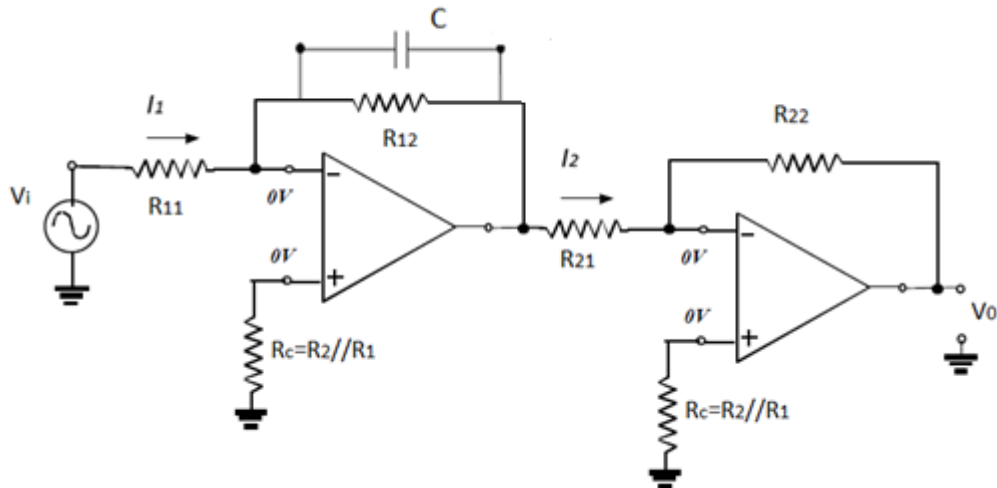 C
I1
R12
R22
Vi
R11
0V
I2
R21
0V
0V
0V
V0
Rc=R2//R1
Rc=R2//R1
-
+
-
+